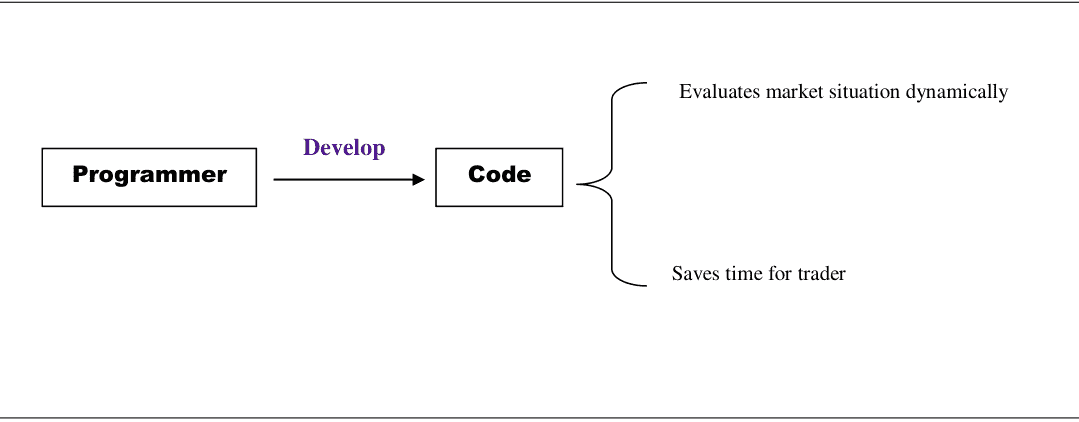 Evaluates market situation dynamically
Develop
Programmer
Code
Saves time for trader